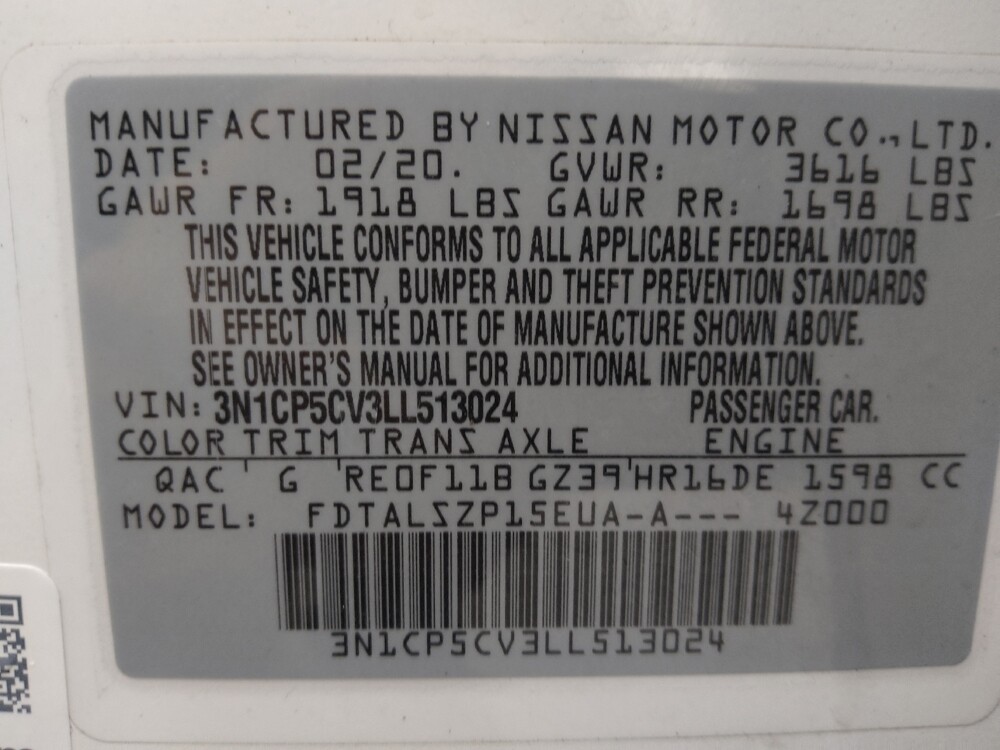 MANUFACTURED BY NISSAN MOTOR CO., LTD.
DATE: 02/20. GVWR: 3616 LBS
GAWR FR: 1918 LBS GAWR RR: 1698 LBS
THIS VEHICLE CONFORMS TO ALL APPLICABLE FEDERAL MOTOR
VEHICLE SAFETY, BUMPER AND THEFT PREVENTION STANDARDS
IN EFFECT ON THE DATE OF MANUFACTURE SHOWN ABOVE.
SEE OWNER'S MANUAL FOR ADDITIONAL INFORMATION.
VIN: 3N1CP5CV3LL513024 PASSENGER CAR.
COLOR TRIM TRANS AXLE ENGINE
QAC ' G 'RE0F11B GZ39'HR16DE 1598 CC
MODEL: FDTALSZP15EUA-A--- 4Z000
3N1CP5CV3LL513024